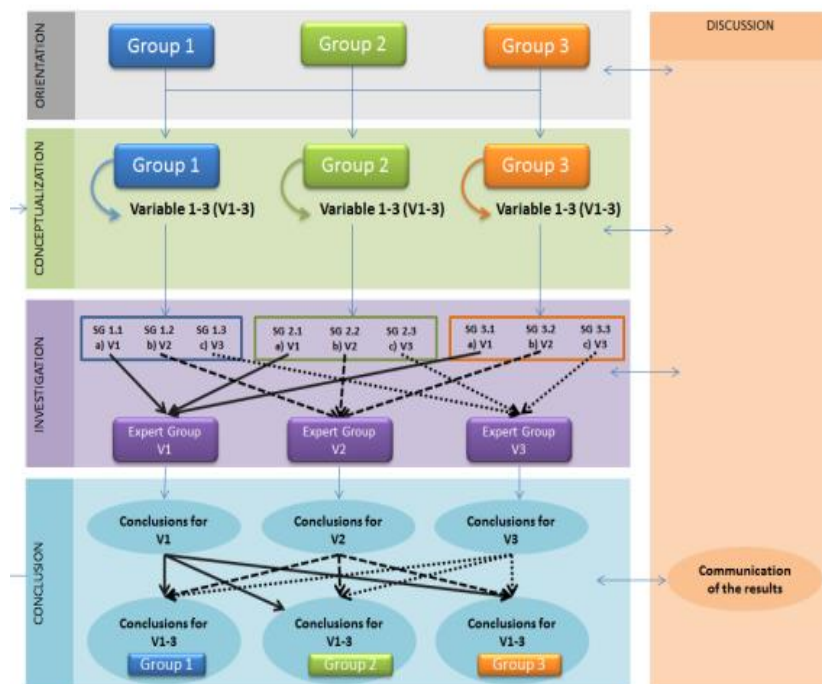 ORIENTATION
Group 1
Group 2
Group 3
DISCUSSION
CONCEPTUALIZATION
Group 1
Group 2
Group 3
Variable 1-3 (V1-3)
Variable 1-3 (V1-3)
Variable 1-3 (V1-3)
INVESTIGATION
SG 1.1 SG 1.2 SG 1.3
a) V1 b) V2 c) V3
SG 2.1 SG 2.2 SG 2.3
a) V1 b) V2 c) V3
SG 3.1 SG 3.2 SG 3.3
a) V1 b) V2 c) V3
Expert Group
V1
Expert Group
V2
Expert Group
V3
CONCLUSION
Conclusions for
V1
Conclusions for
V2
Conclusions for
V3
Communication
of the results
Conclusions for
V1-3
Group 1
Conclusions for
V1-3
Group 2
Conclusions for
V1-3
Group 3